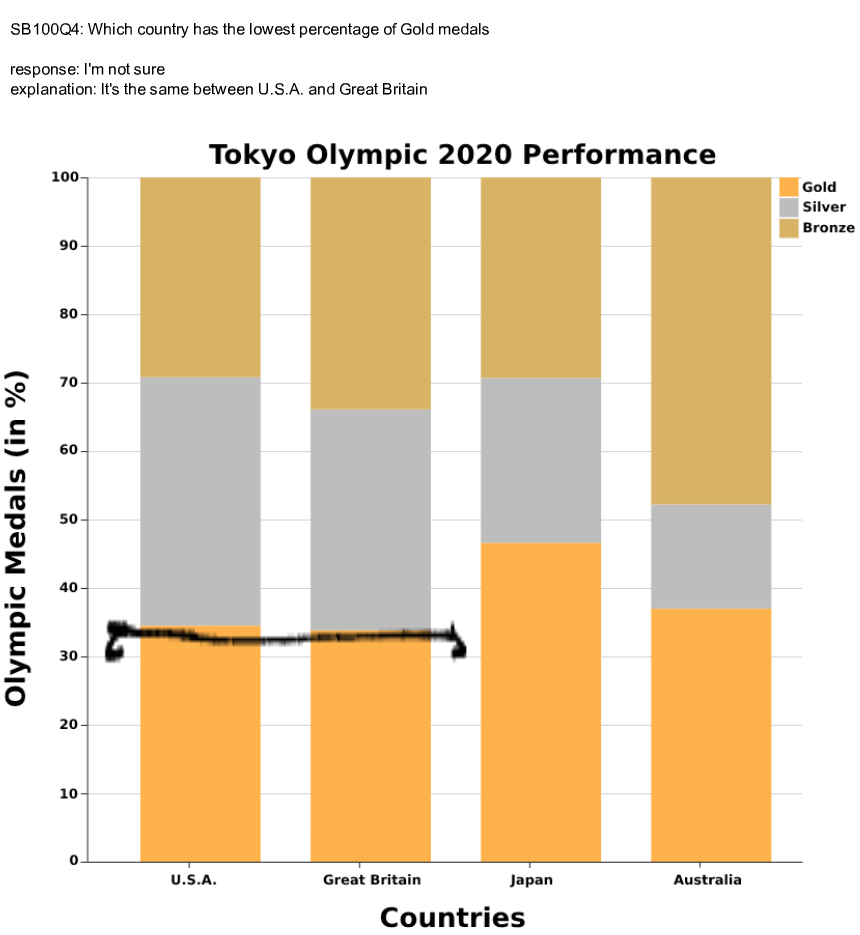 SB100Q4: Which country has the lowest percentage of Gold medals
response: I'm not sure
explanation: It's the same between U.S.A. and Great Britain
Tokyo Olympic 2020 Performance
Gold
Silver
Bronze
Olympic Medals (in %)
100
90
80
70
60
50
40
30
20
10
0
U.S.A. Great Britain Japan Australia
Countries